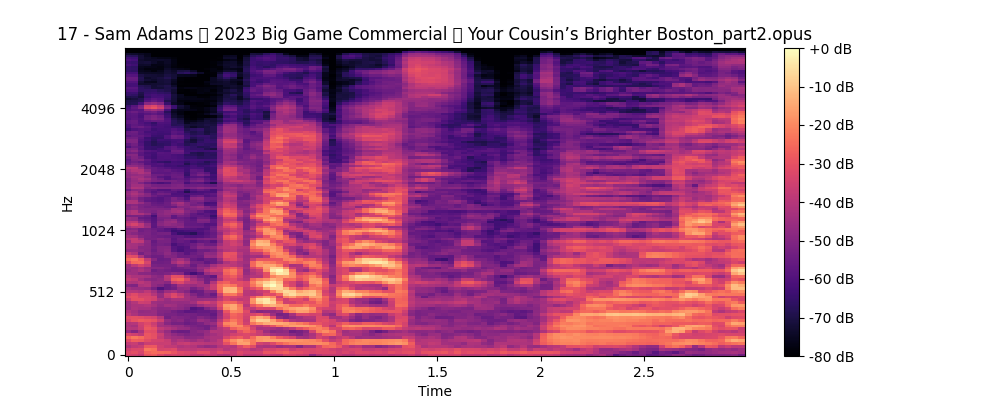 17 - Sam Adams ▯ 2023 Big Game Commercial ▯ Your Cousin’s Brighter Boston_part2.opus
Hz
4096
2048
1024
512
0
0 0.5 1 1.5 2 2.5
Time
+0 dB
-10 dB
-20 dB
-30 dB
-40 dB
-50 dB
-60 dB
-70 dB
-80 dB